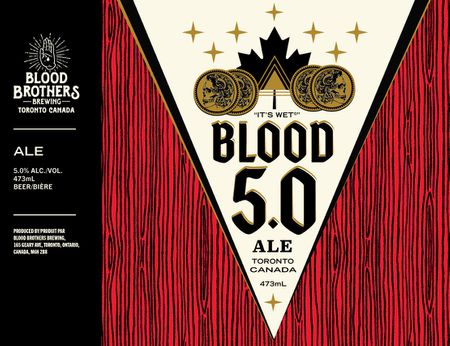 BLOOD
BROTHERS
BREWING
TORONTO CANADA
ALE
5.0% ALC./VOL.
473mL
BEER/BIÈRE
PRODUCED BY/PRODUIT PAR
BLOOD BROTHERS BREWING,
165 GEARY AVE, TORONTO, ONTARIO,
CANADA, M6H 2B8
"IT'S WET®"
BLOOD
5.0
ALE
TORONTO
CANADA
473mL